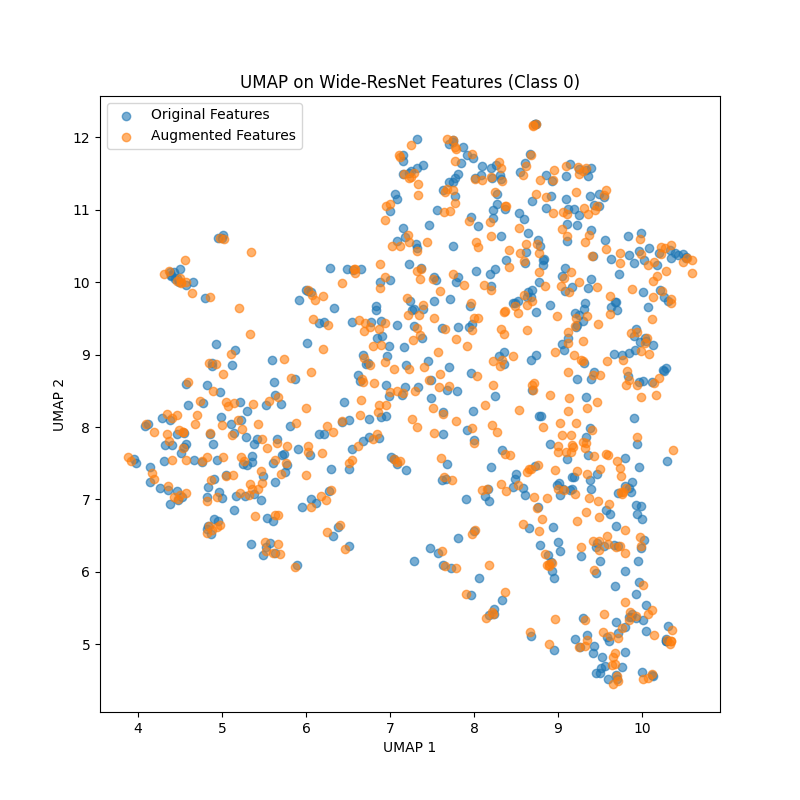 UMAP on Wide-ResNet Features (Class 0)
Original Features
Augmented Features
12
11
10
9
8
7
6
5
UMAP 2
4 5 6 7 8 9 10
UMAP 1